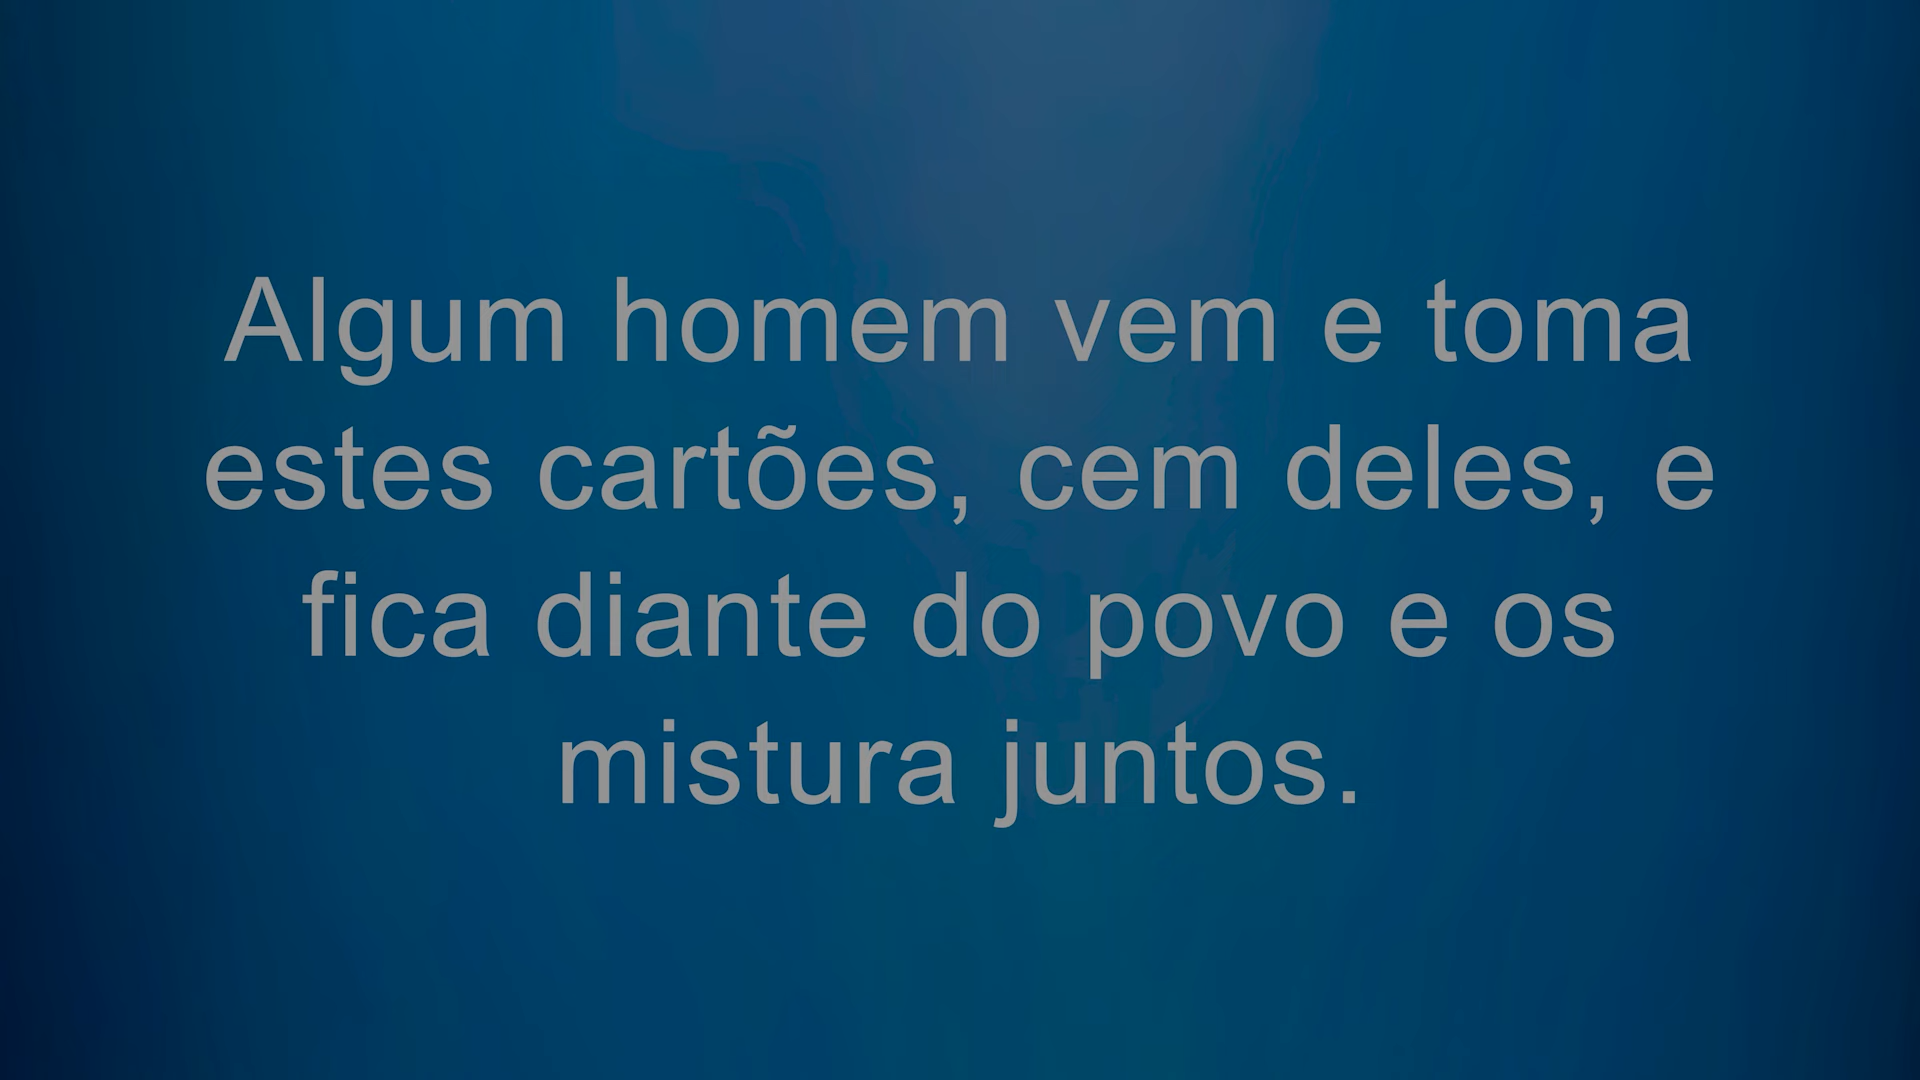 Algum homem vem e toma
estes cartões, cem deles, e
fica diante do povo e os
mistura juntos.